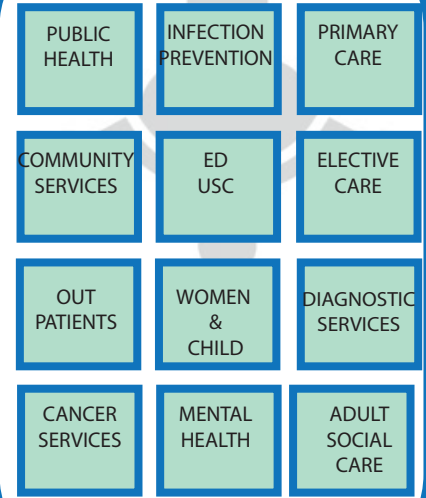 PUBLIC
HEALTH
INFECTION
PREVENTION
PRIMARY
CARE
COMMUNITY
SERVICES
ED
USC
ELECTIVE
CARE
OUT
PATIENTS
WOMEN
&
CHILD
DIAGNOSTIC
SERVICES
CANCER
SERVICES
MENTAL
HEALTH
ADULT
SOCIAL
CARE